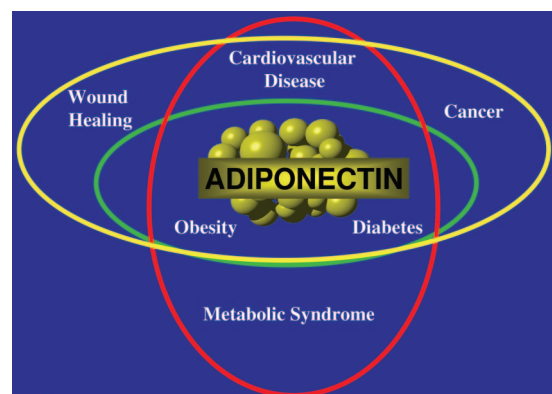 Cardiovascular
Disease
Wound
Healing
Cancer
ADIPONECTIN
Obesity
Diabetes
Metabolic Syndrome